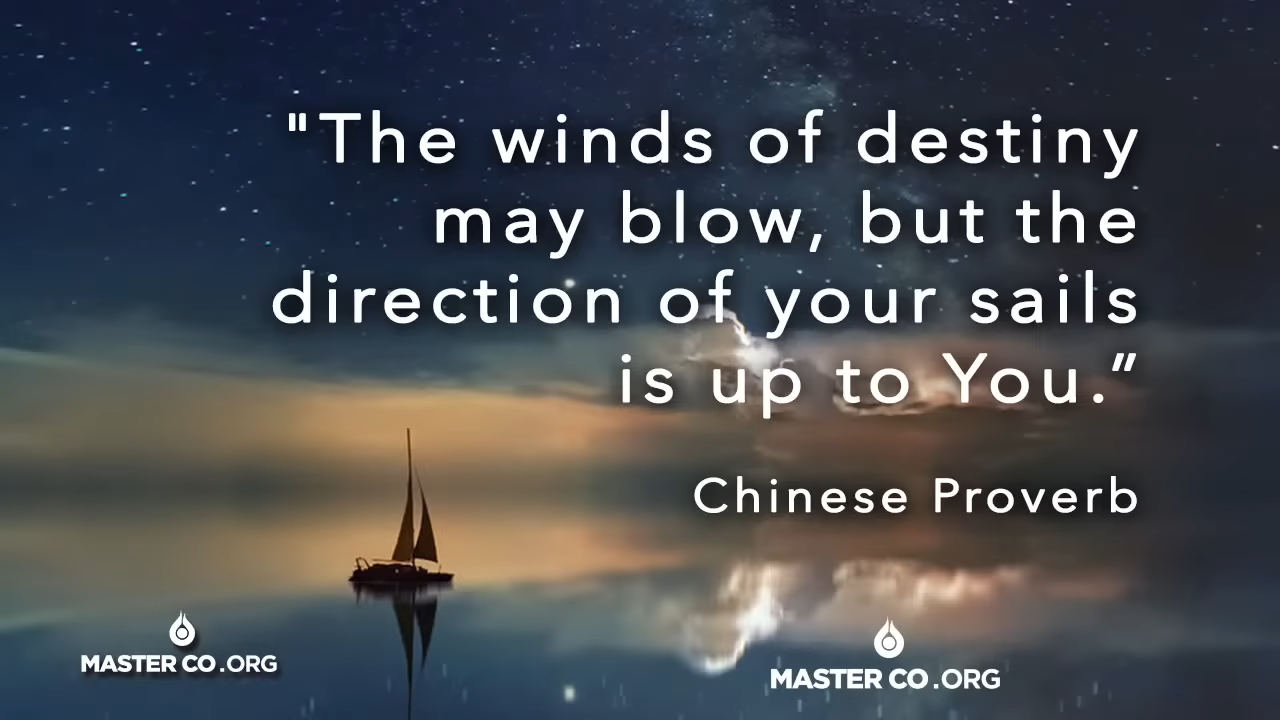 "The winds of destiny
may blow, but the
direction of your sails
is up to You.”
Chinese Proverb
MASTER CO.ORG
MASTER CO.ORG